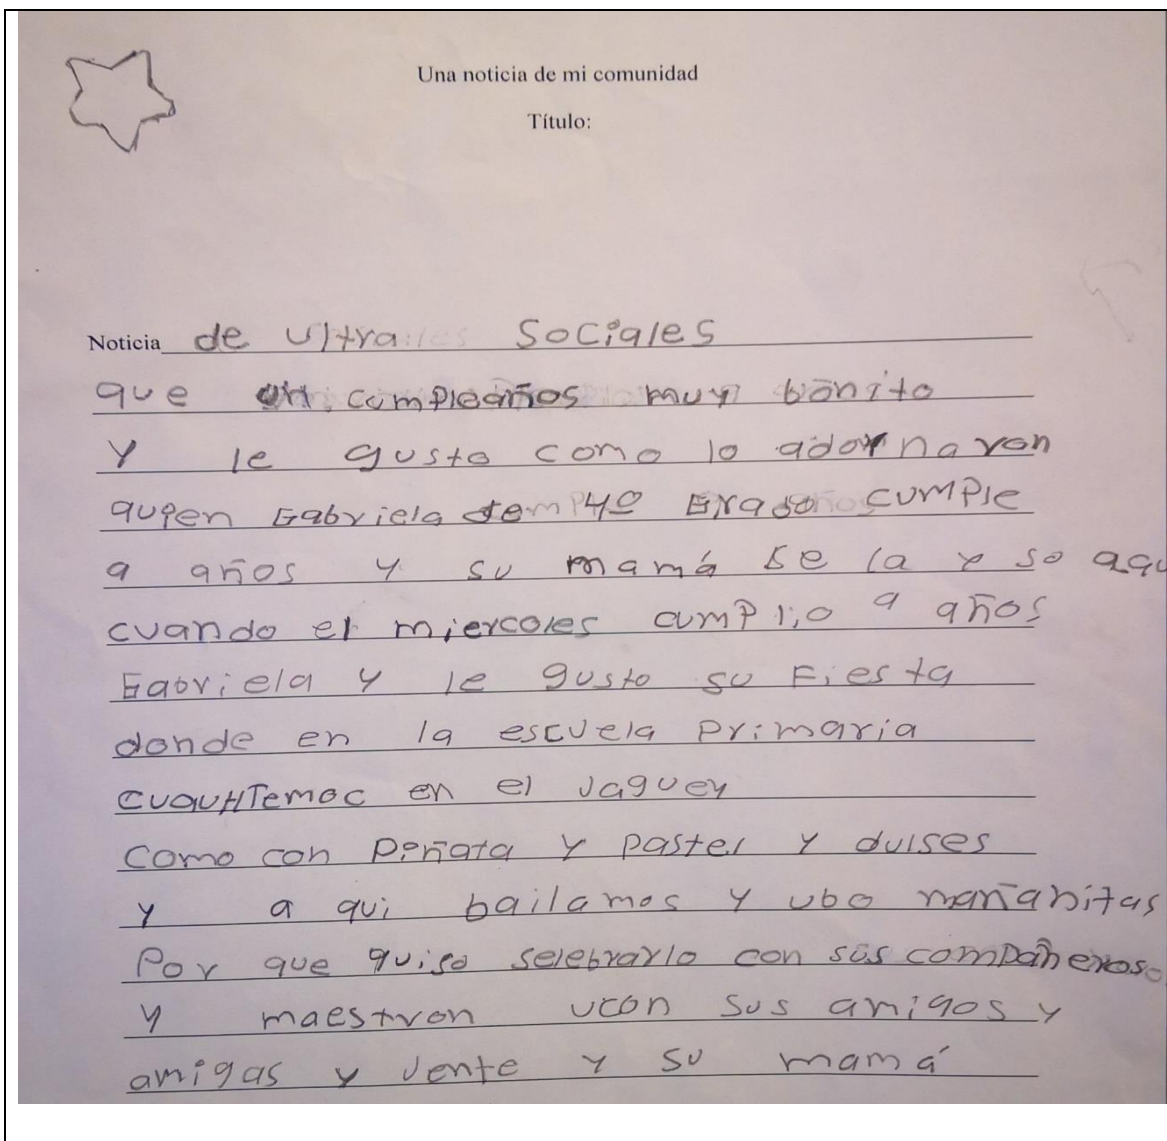 Una noticia de mi comunidad
Título:
Noticia de Ultra Sociales
que un cumpleaños muy bonito
Y le gusto como lo adornaron
quien Gabriela 4º Grado cumple
9 años y su mamá se la y so aqu
cuando el miercoles cumplio 9 años
Gabriela y le gusto su Fiesta
donde en la escuela primaria
CuauHTemoc en el Jaguey
Como con Piñata y pastel y dulses
y a qui bailamos y ubo mañanitas
Por que quiso selebrarlo con sus compañeros
y maestron ucon sus amigos y
amigas y Jente y su mamá